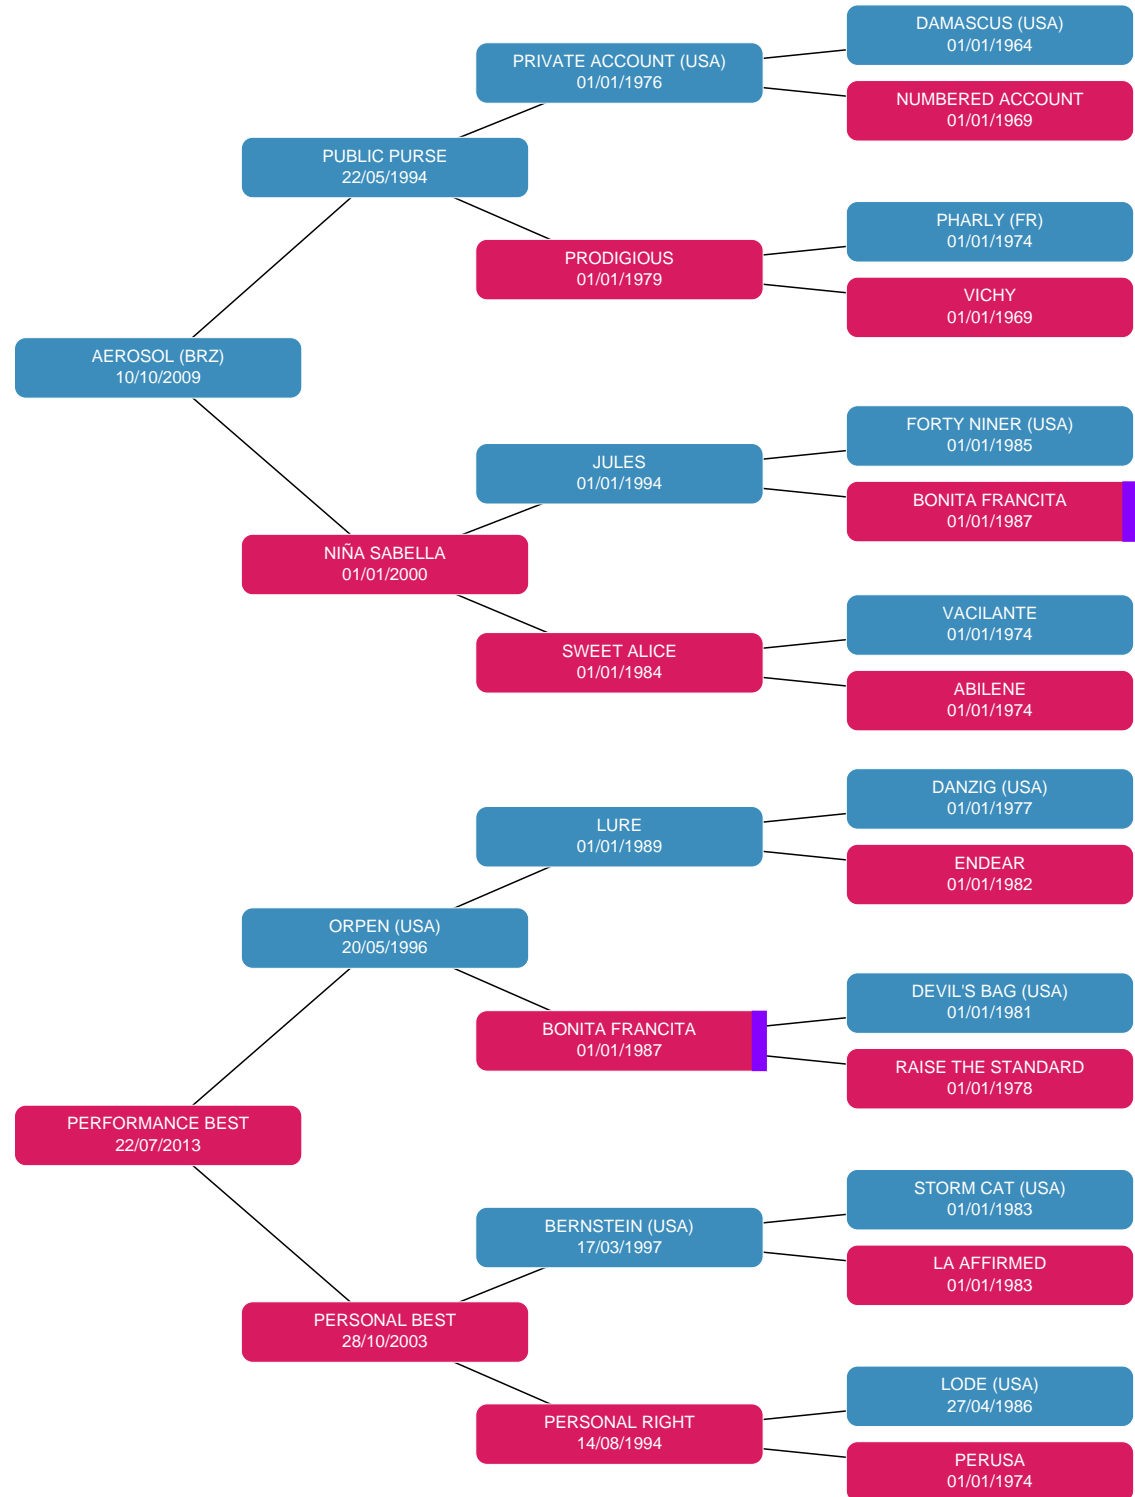 DAMASCUS (USA)
01/01/1964
PRIVATE ACCOUNT (USA)
01/01/1976
NUMBERED ACCOUNT
01/01/1969
PUBLIC PURSE
22/05/1994
PHARLY (FR)
01/01/1974
PRODIGIOUS
01/01/1979
VICHY
01/01/1969
AEROSOL (BRZ)
10/10/2009
FORTY NINER (USA)
01/01/1985
JULES
01/01/1994
BONITA FRANCITA
01/01/1987
NIÑA SABELLA
01/01/2000
VACILANTE
01/01/1974
SWEET ALICE
01/01/1984
ABILENE
01/01/1974
DANZIG (USA)
01/01/1977
LURE
01/01/1989
ENDEAR
01/01/1982
ORPEN (USA)
20/05/1996
DEVIL'S BAG (USA)
01/01/1981
BONITA FRANCITA
01/01/1987
RAISE THE STANDARD
01/01/1978
PERFORMANCE BEST
22/07/2013
STORM CAT (USA)
01/01/1983
BERNSTEIN (USA)
17/03/1997
LA AFFIRMED
01/01/1983
PERSONAL BEST
28/10/2003
LODE (USA)
27/04/1986
PERSONAL RIGHT
14/08/1994
PERUSA
01/01/1974